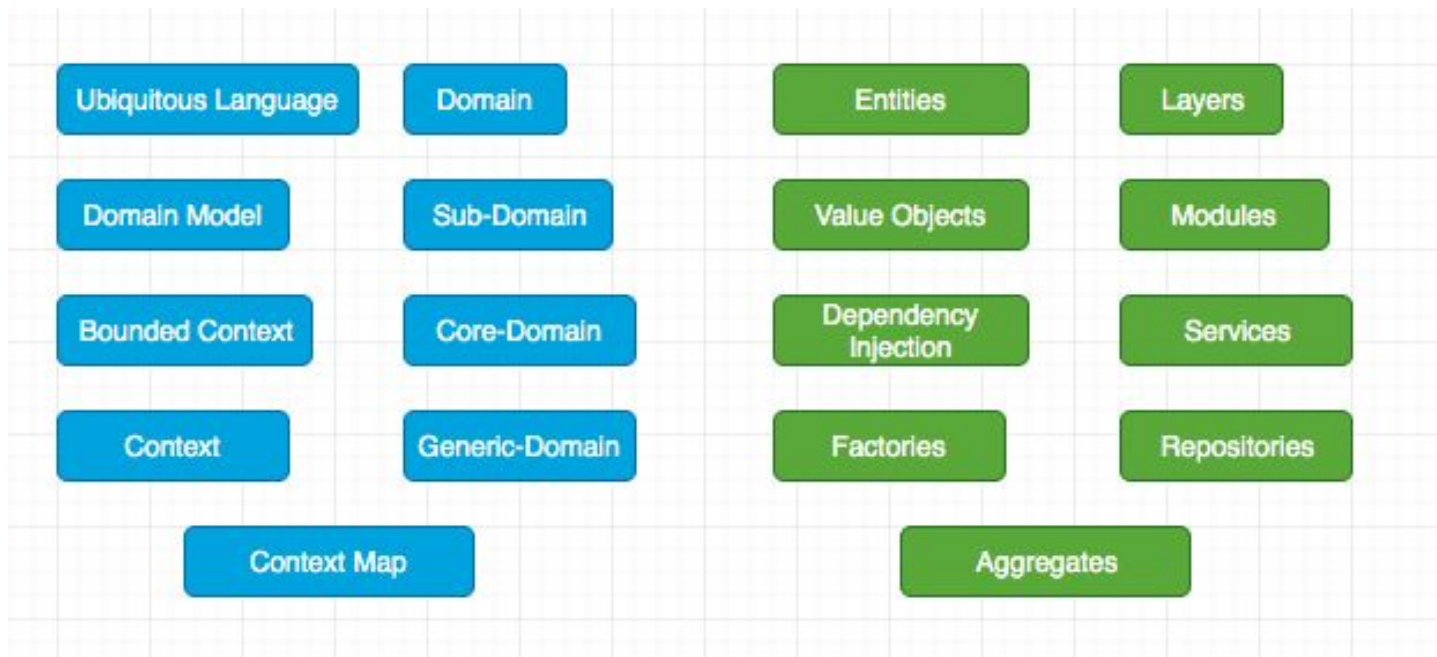 Ubiquitous Language
Domain
Entities
Layers
Domain Model
Sub-Domain
Value Objects
Modules
Bounded Context
Core-Domain
Dependency
Injection
Services
Context
Generic-Domain
Factories
Repositories
Context Map
Aggregates